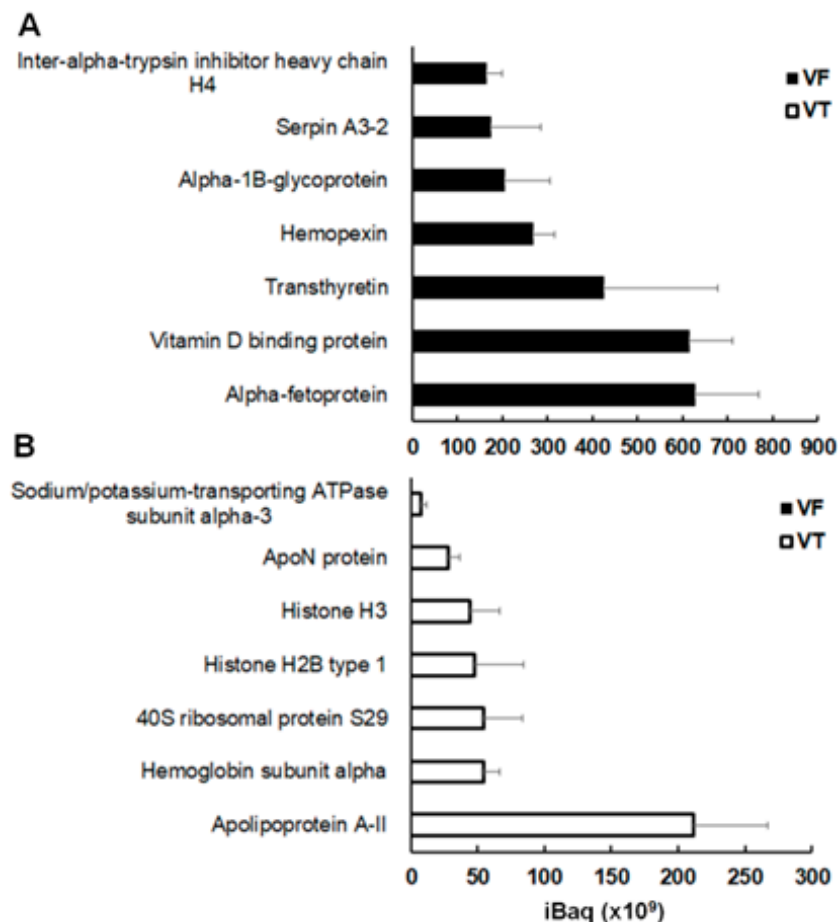 A
Inter-alpha-trypsin inhibitor heavy chain
H4
Serpin A3-2
Alpha-1B-glycoprotein
Hemopexin
Transthyretin
Vitamin D binding protein
Alpha-fetoprotein
VF
VT
0 100 200 300 400 500 600 700 800 900
B
Sodium/potassium-transporting ATPase
subunit alpha-3
ApoN protein
Histone H3
Histone H2B type 1
40S ribosomal protein S29
Hemoglobin subunit alpha
Apolipoprotein A-II
VF
VT
0 50 100 150 200 250 300
iBaq (x10⁹)